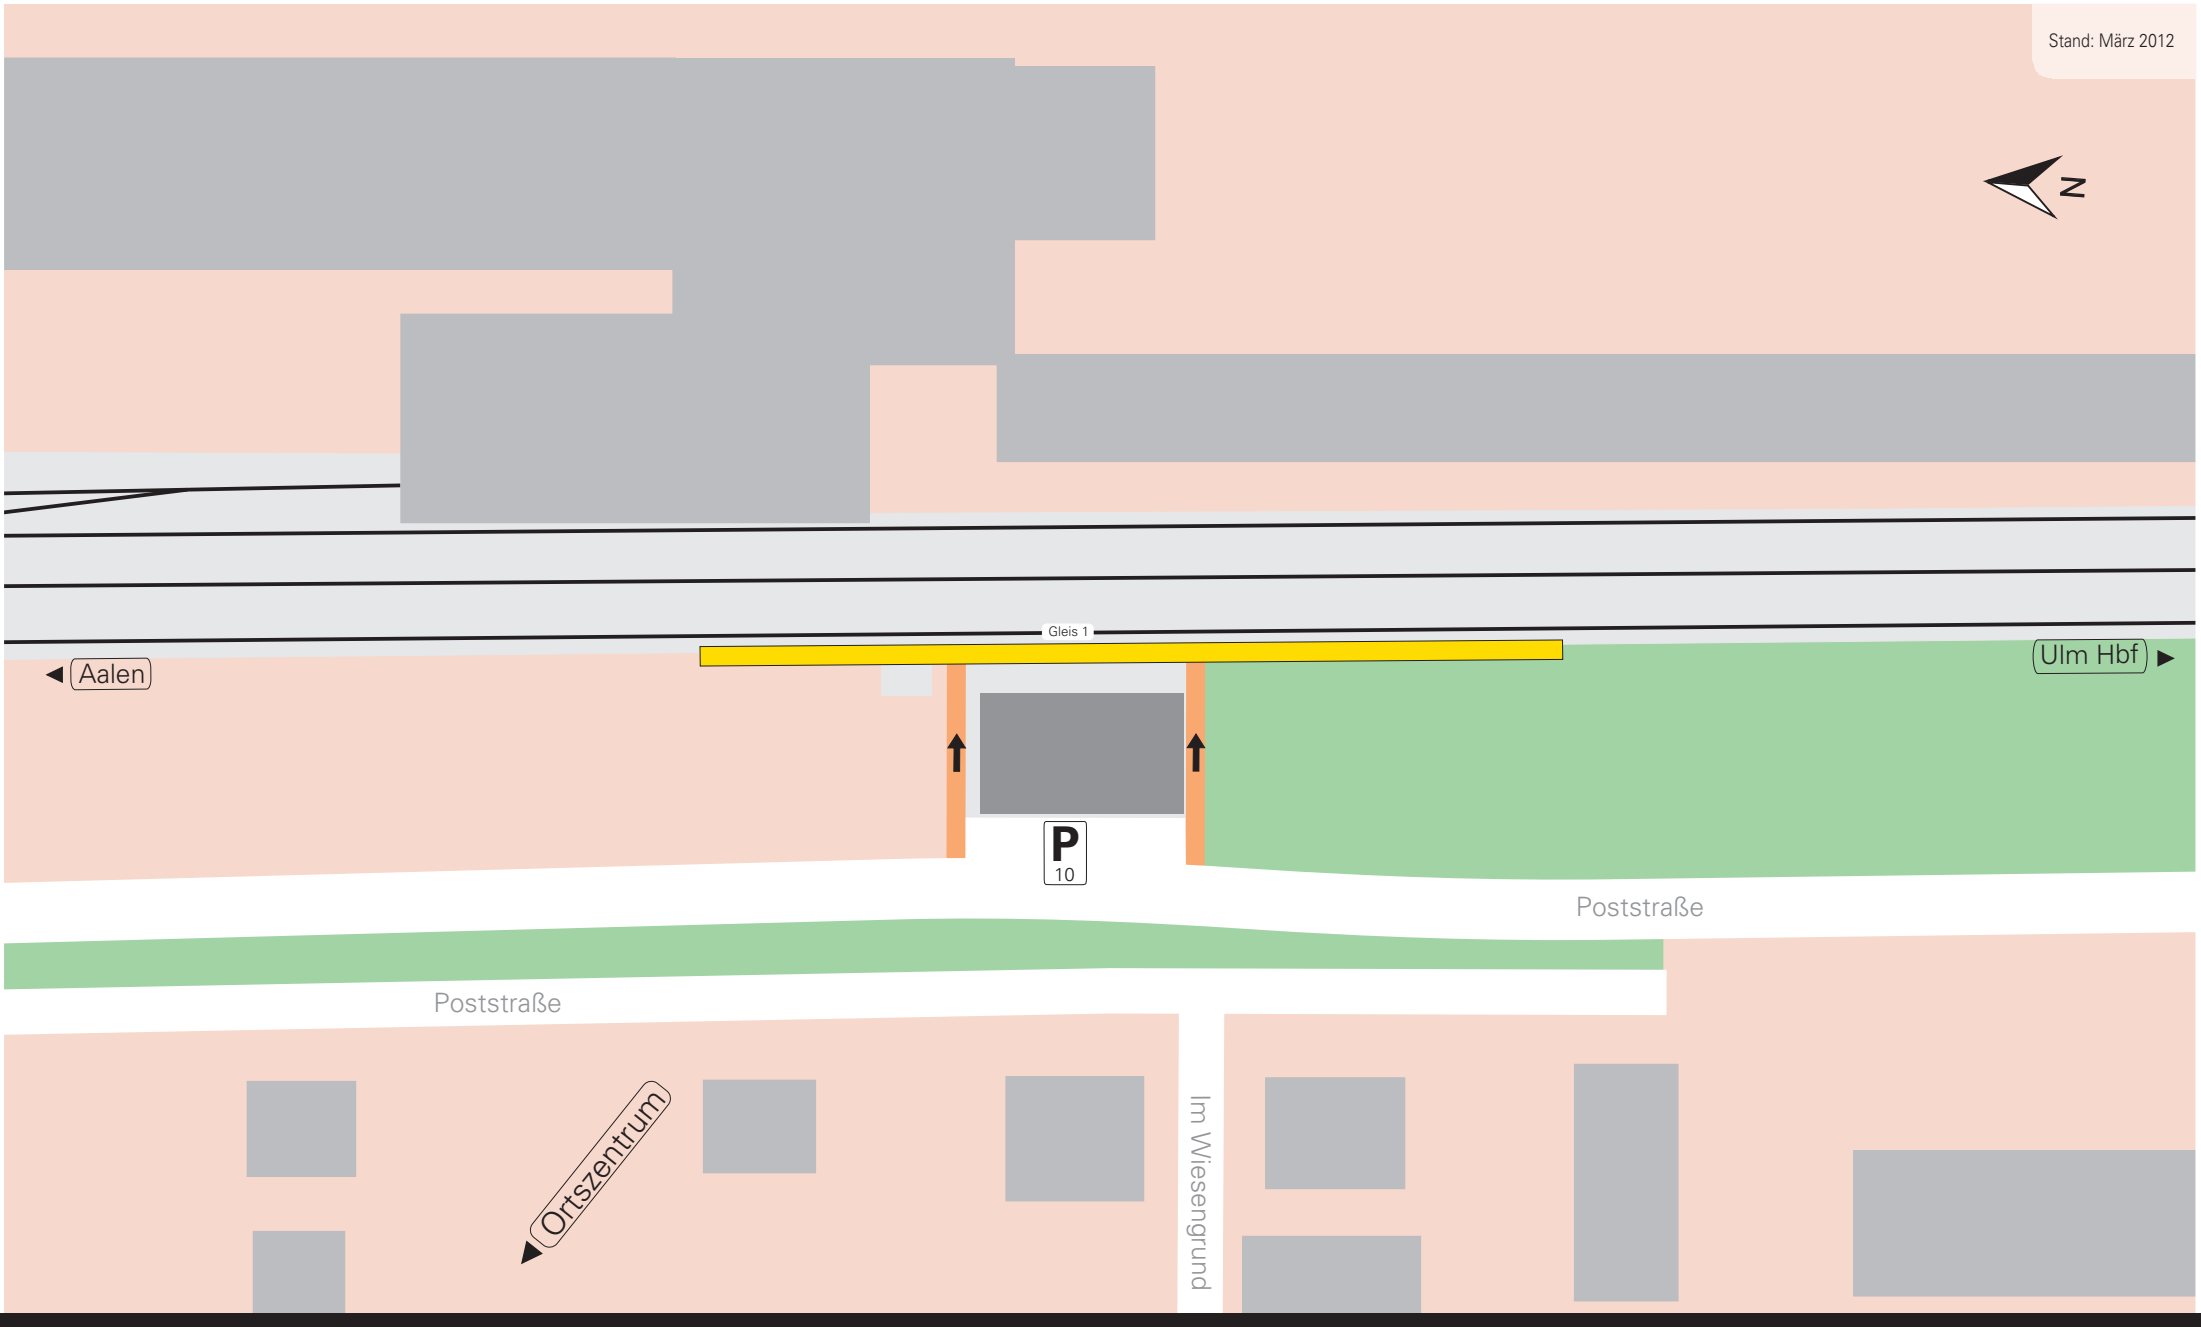 Stand: März 2012
N
Gleis 1
Aalen
Ulm Hbf
P
10
Poststraße
Poststraße
Ortszentrum
Im Wiesengrund